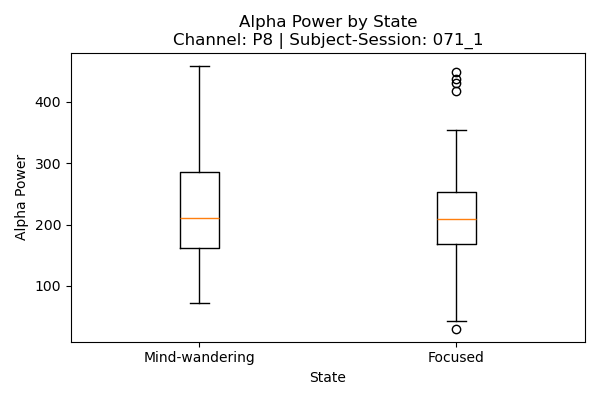 Alpha Power by State
Channel: P8 | Subject-Session: 071_1
Alpha Power
400
300
200
100
Mind-wandering
Focused
State